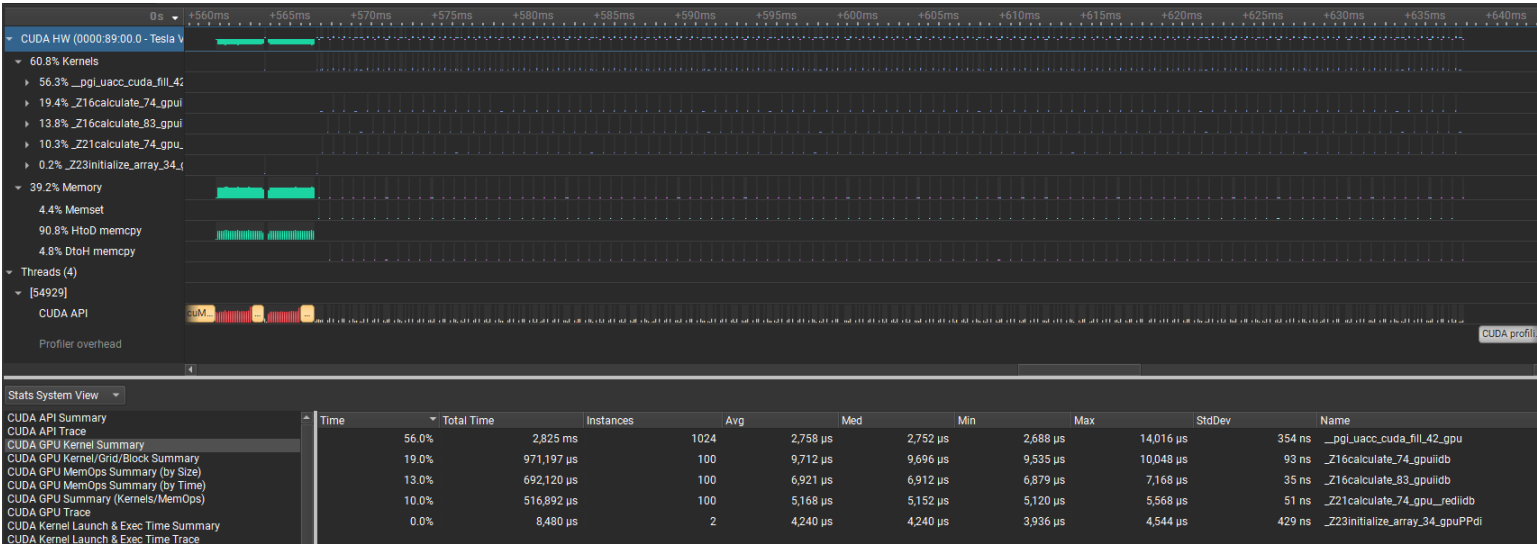 0s +560ms +565ms +570ms +575ms +580ms +585ms +590ms +595ms +600ms +605ms +610ms +615ms +620ms +625ms +630ms +635ms +640ms
CUDA HW (0000:89:00.0 - Tesla V
60.8% Kernels
56.3% __pgi_uacc_cuda_fill_42
19.4% _Z16calculate_74_gpui
13.8% _Z16calculate_83_gpui
10.3% _Z21calculate_74_gpu_
0.2% _Z23initialize_array_34_g
39.2% Memory
4.4% Memset
90.8% HtoD memcpy
4.8% DtoH memcpy
Threads (4)
[54929]
CUDA API cuM... ... ...
Profiler overhead CUDA profili
Stats System View
CUDA API Summary
CUDA API Trace
CUDA GPU Kernel Summary
CUDA GPU Kernel/Grid/Block Summary
CUDA GPU MemOps Summary (by Size)
CUDA GPU MemOps Summary (by Time)
CUDA GPU Summary (Kernels/MemOps)
CUDA GPU Trace
CUDA Kernel Launch & Exec Time Summary
CUDA Kernel Launch & Exec Time Trace
Time Total Time Instances Avg Med Min Max StdDev Name
56.0% 2,825 ms 1024 2,758 μs 2,752 μs 2,688 μs 14,016 μs 354 ns __pgi_uacc_cuda_fill_42_gpu
19.0% 971,197 μs 100 9,712 μs 9,696 μs 9,535 μs 10,048 μs 93 ns _Z16calculate_74_gpuiidb
13.0% 692,120 μs 100 6,921 μs 6,912 μs 6,879 μs 7,168 μs 35 ns _Z16calculate_83_gpuiidb
10.0% 516,892 μs 100 5,168 μs 5,152 μs 5,120 μs 5,568 μs 51 ns _Z21calculate_74_gpu__rediidb
0.0% 8,480 μs 2 4,240 μs 4,240 μs 3,936 μs 4,544 μs 429 ns _Z23initialize_array_34_gpuPPdi